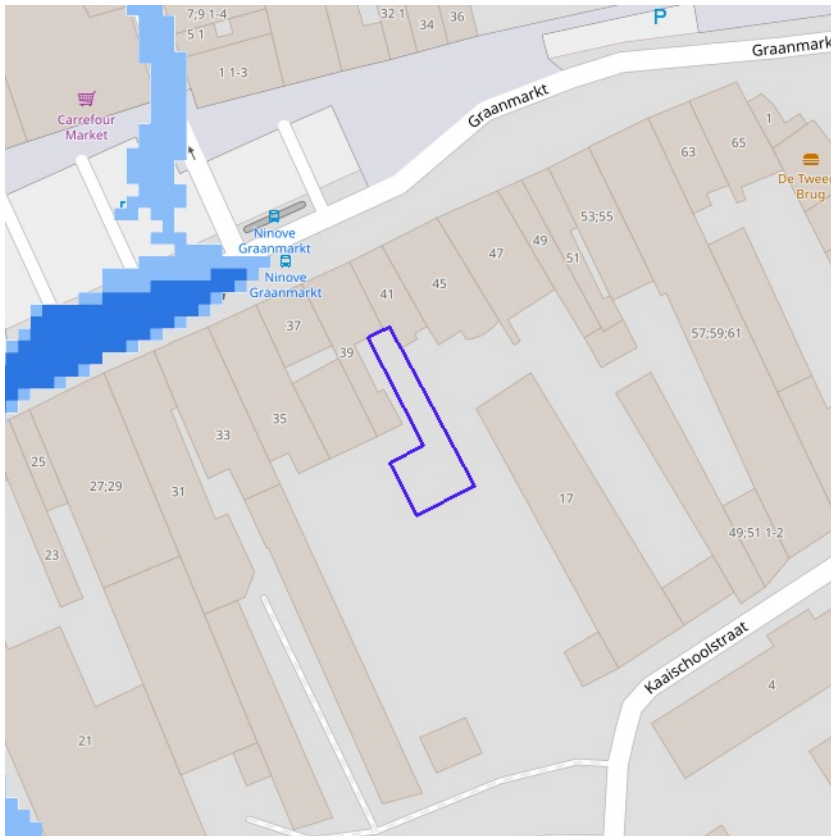 7;9 1-4
5 1
32 1
34
36
P
1 1-3
Graanmarkt
Graanmarkt
Carrefour
Market
1
65
63
De Twee
Brug
53;55
Ninove
Graanmarkt
Ninove
Graanmarkt
49
47
51
45
41
37
39
57;59;61
35
33
25
27;29
31
17
23
49;51 1-2
Kaaischoolstraat
4
21